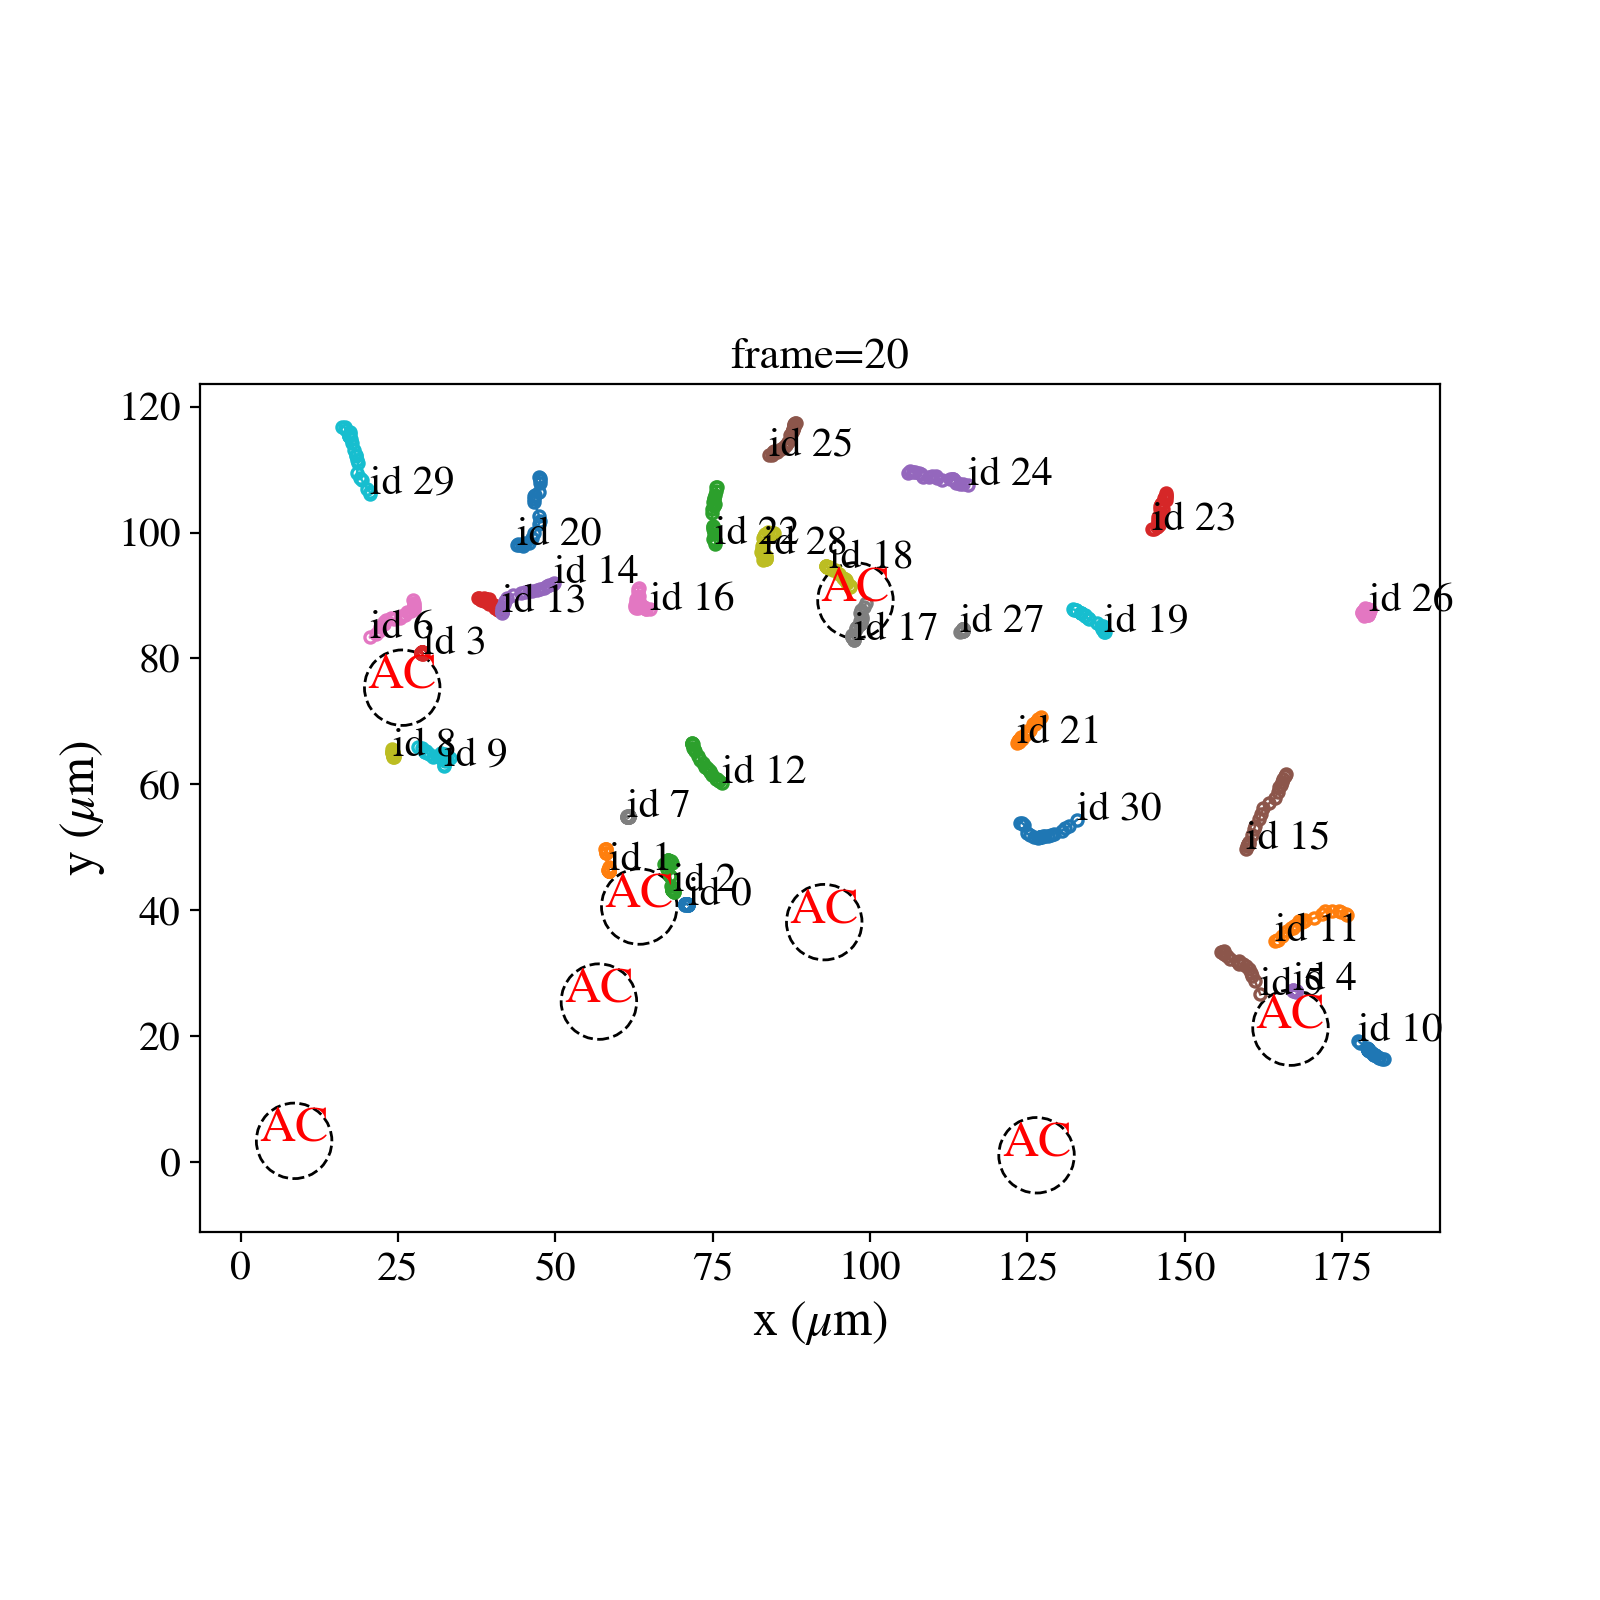 frame=20
120
100
80
60
40
20
0
y (μm)
id 25
id 29
id 24
id 20
id 22
id 28
id 23
id 18
id 14
AC
id 13
id 16
id 26
id 6
id 3
id 17
id 27
id 19
AC
id 8
id 9
id 21
id 12
id 7
id 30
id 1
id 15
id 2
id 0
AC
AC
id 11
id 5
id 4
AC
AC
id 10
AC
AC
0
25
50
75
100
125
150
175
x (μm)